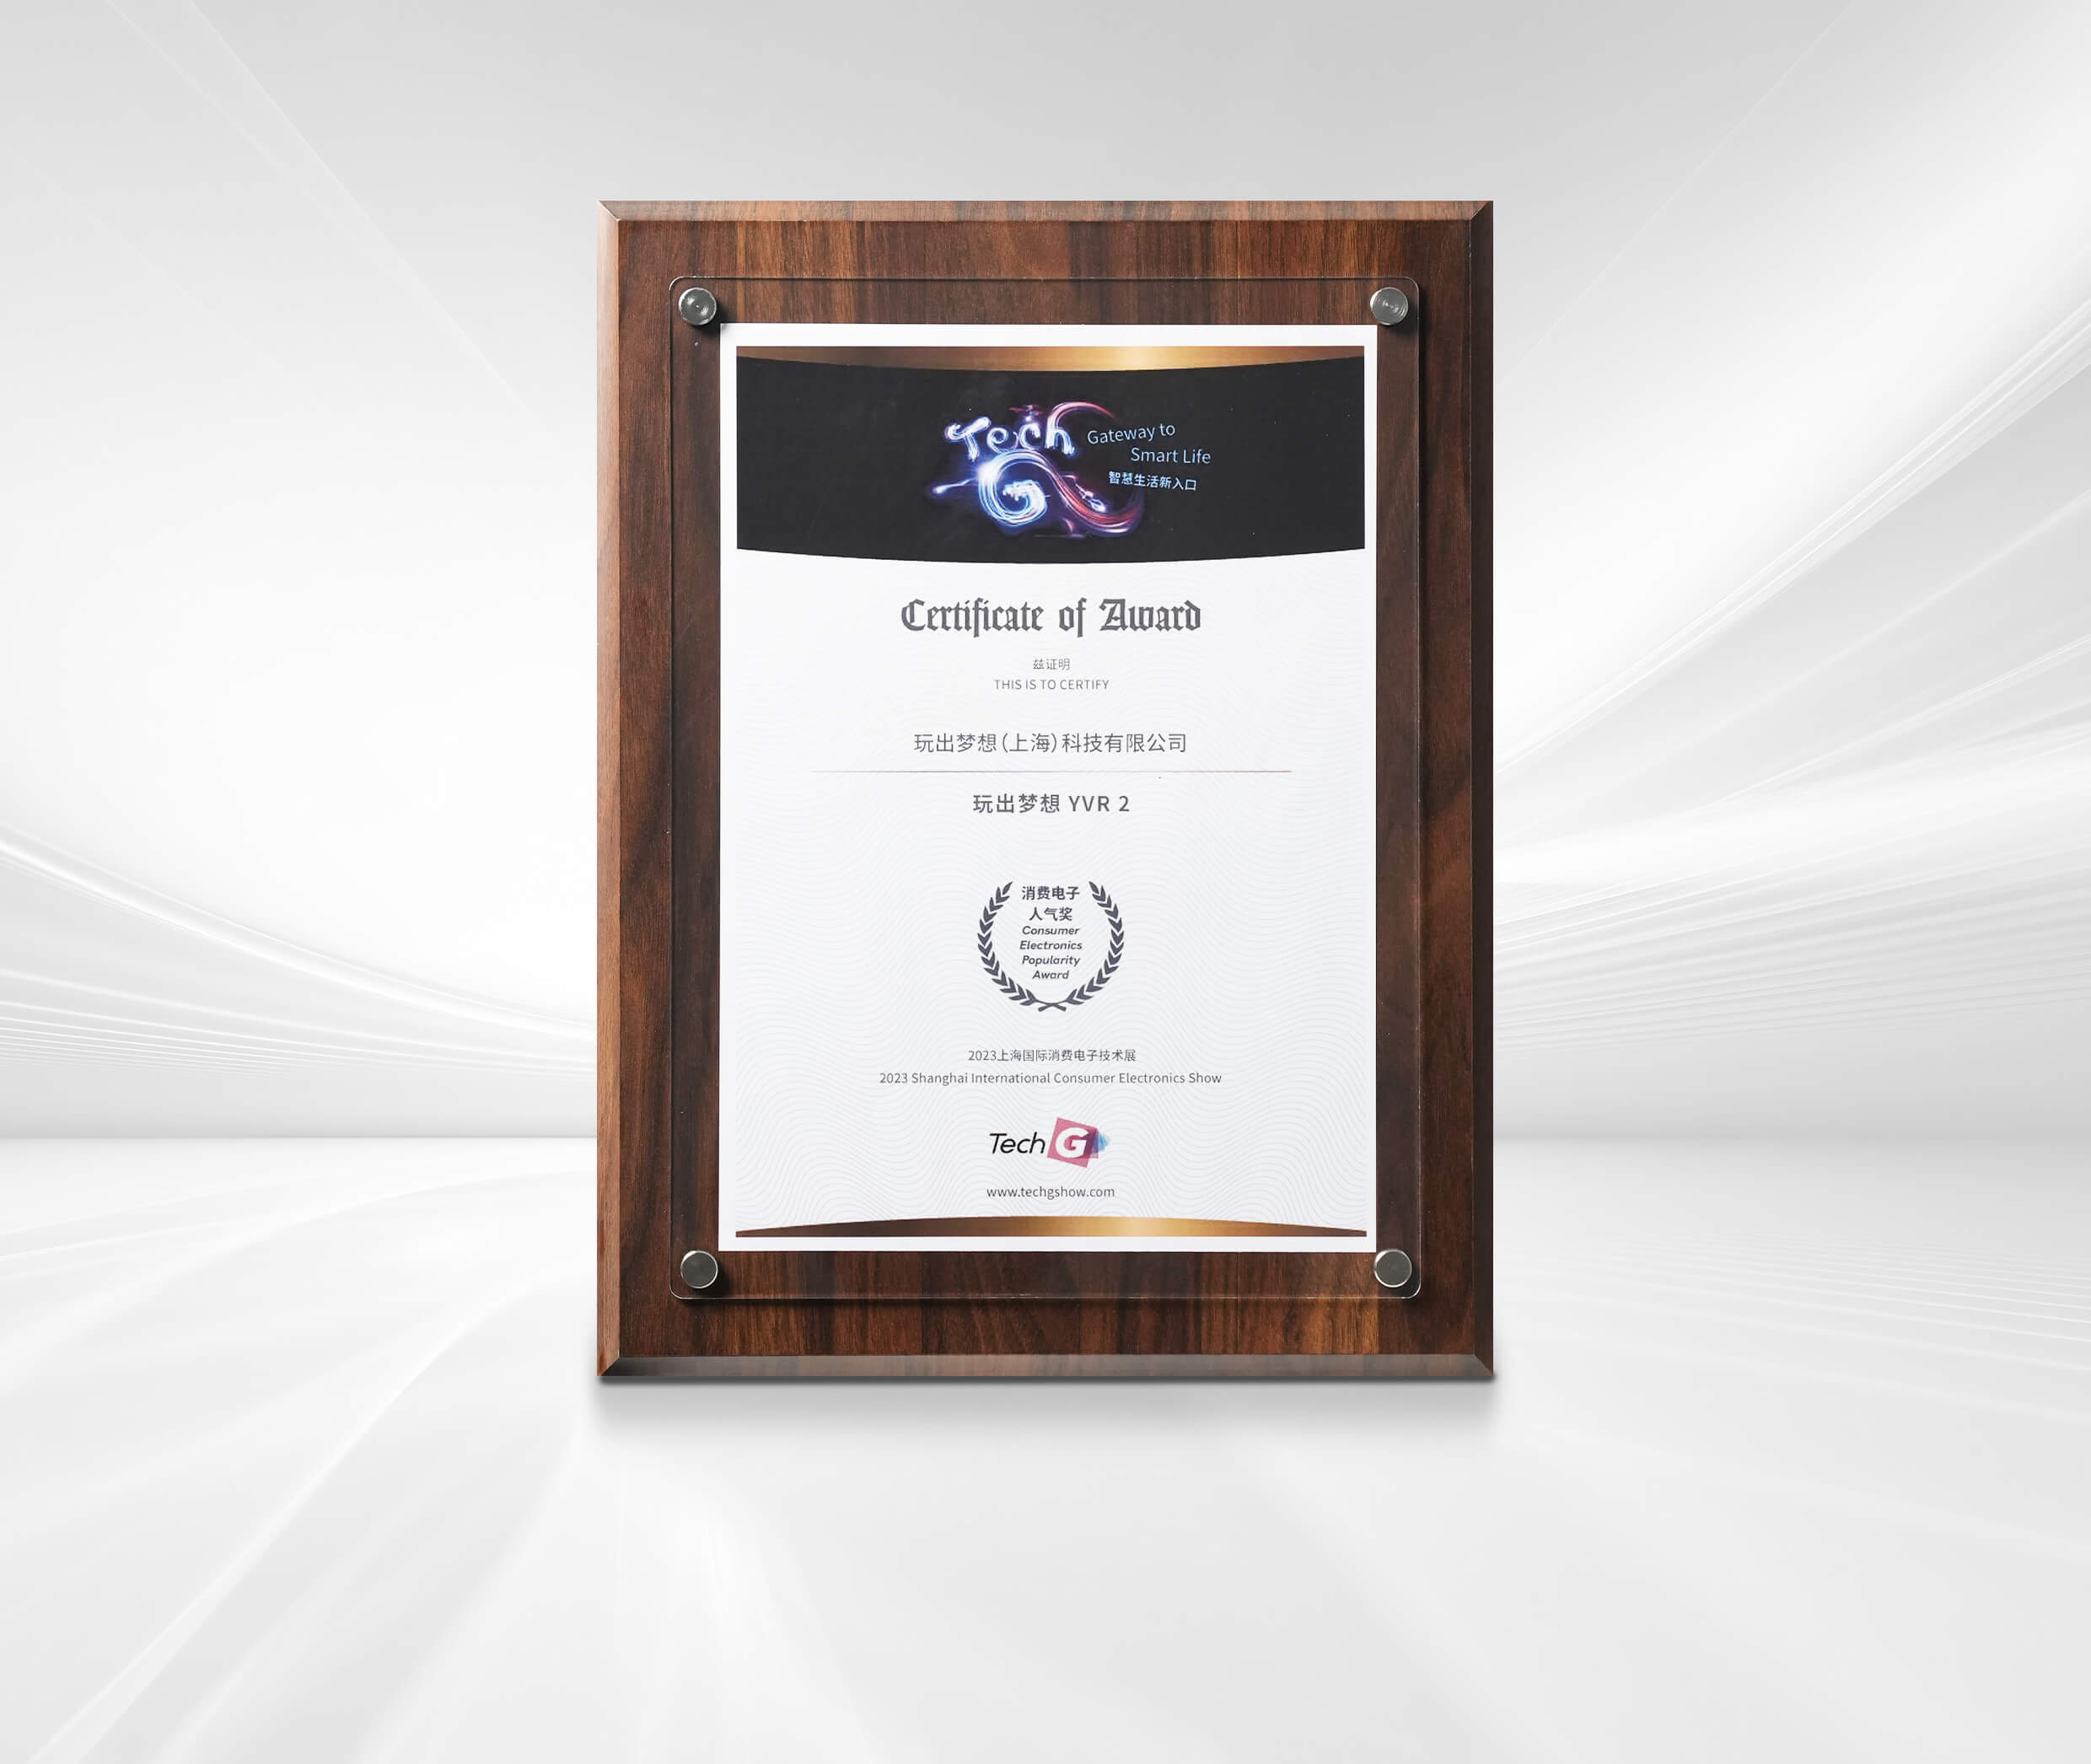 Tech G
Gateway to
Smart Life
智慧生活新入口
Certificate of Award
兹证明
THIS IS TO CERTIFY
玩出梦想（上海）科技有限公司
玩出梦想 YVR 2
消费电子
人气奖
Consumer
Electronics
Popularity
Award
2023上海国际消费电子技术展
2023 Shanghai International Consumer Electronics Show
Tech G
www.techgshow.com